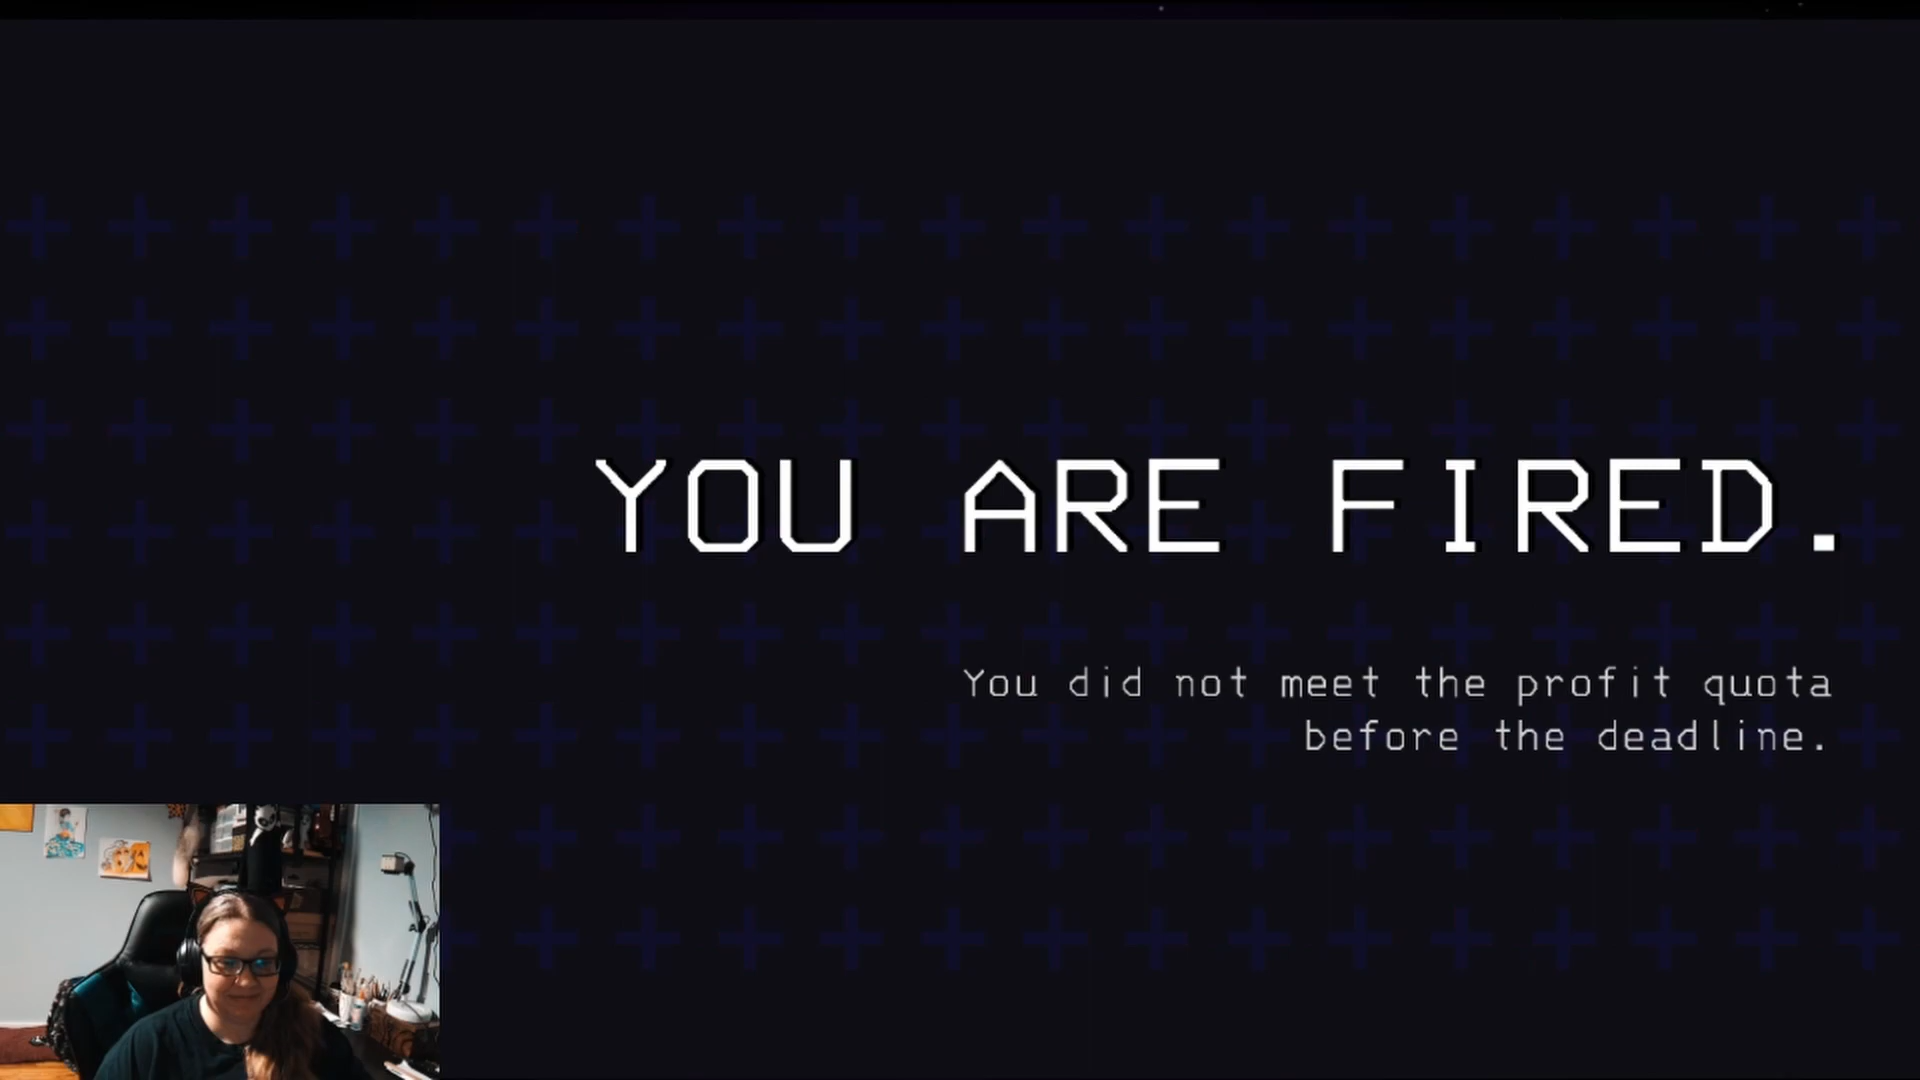 YOU ARE FIRED.
You did not meet the profit quota
before the deadline.